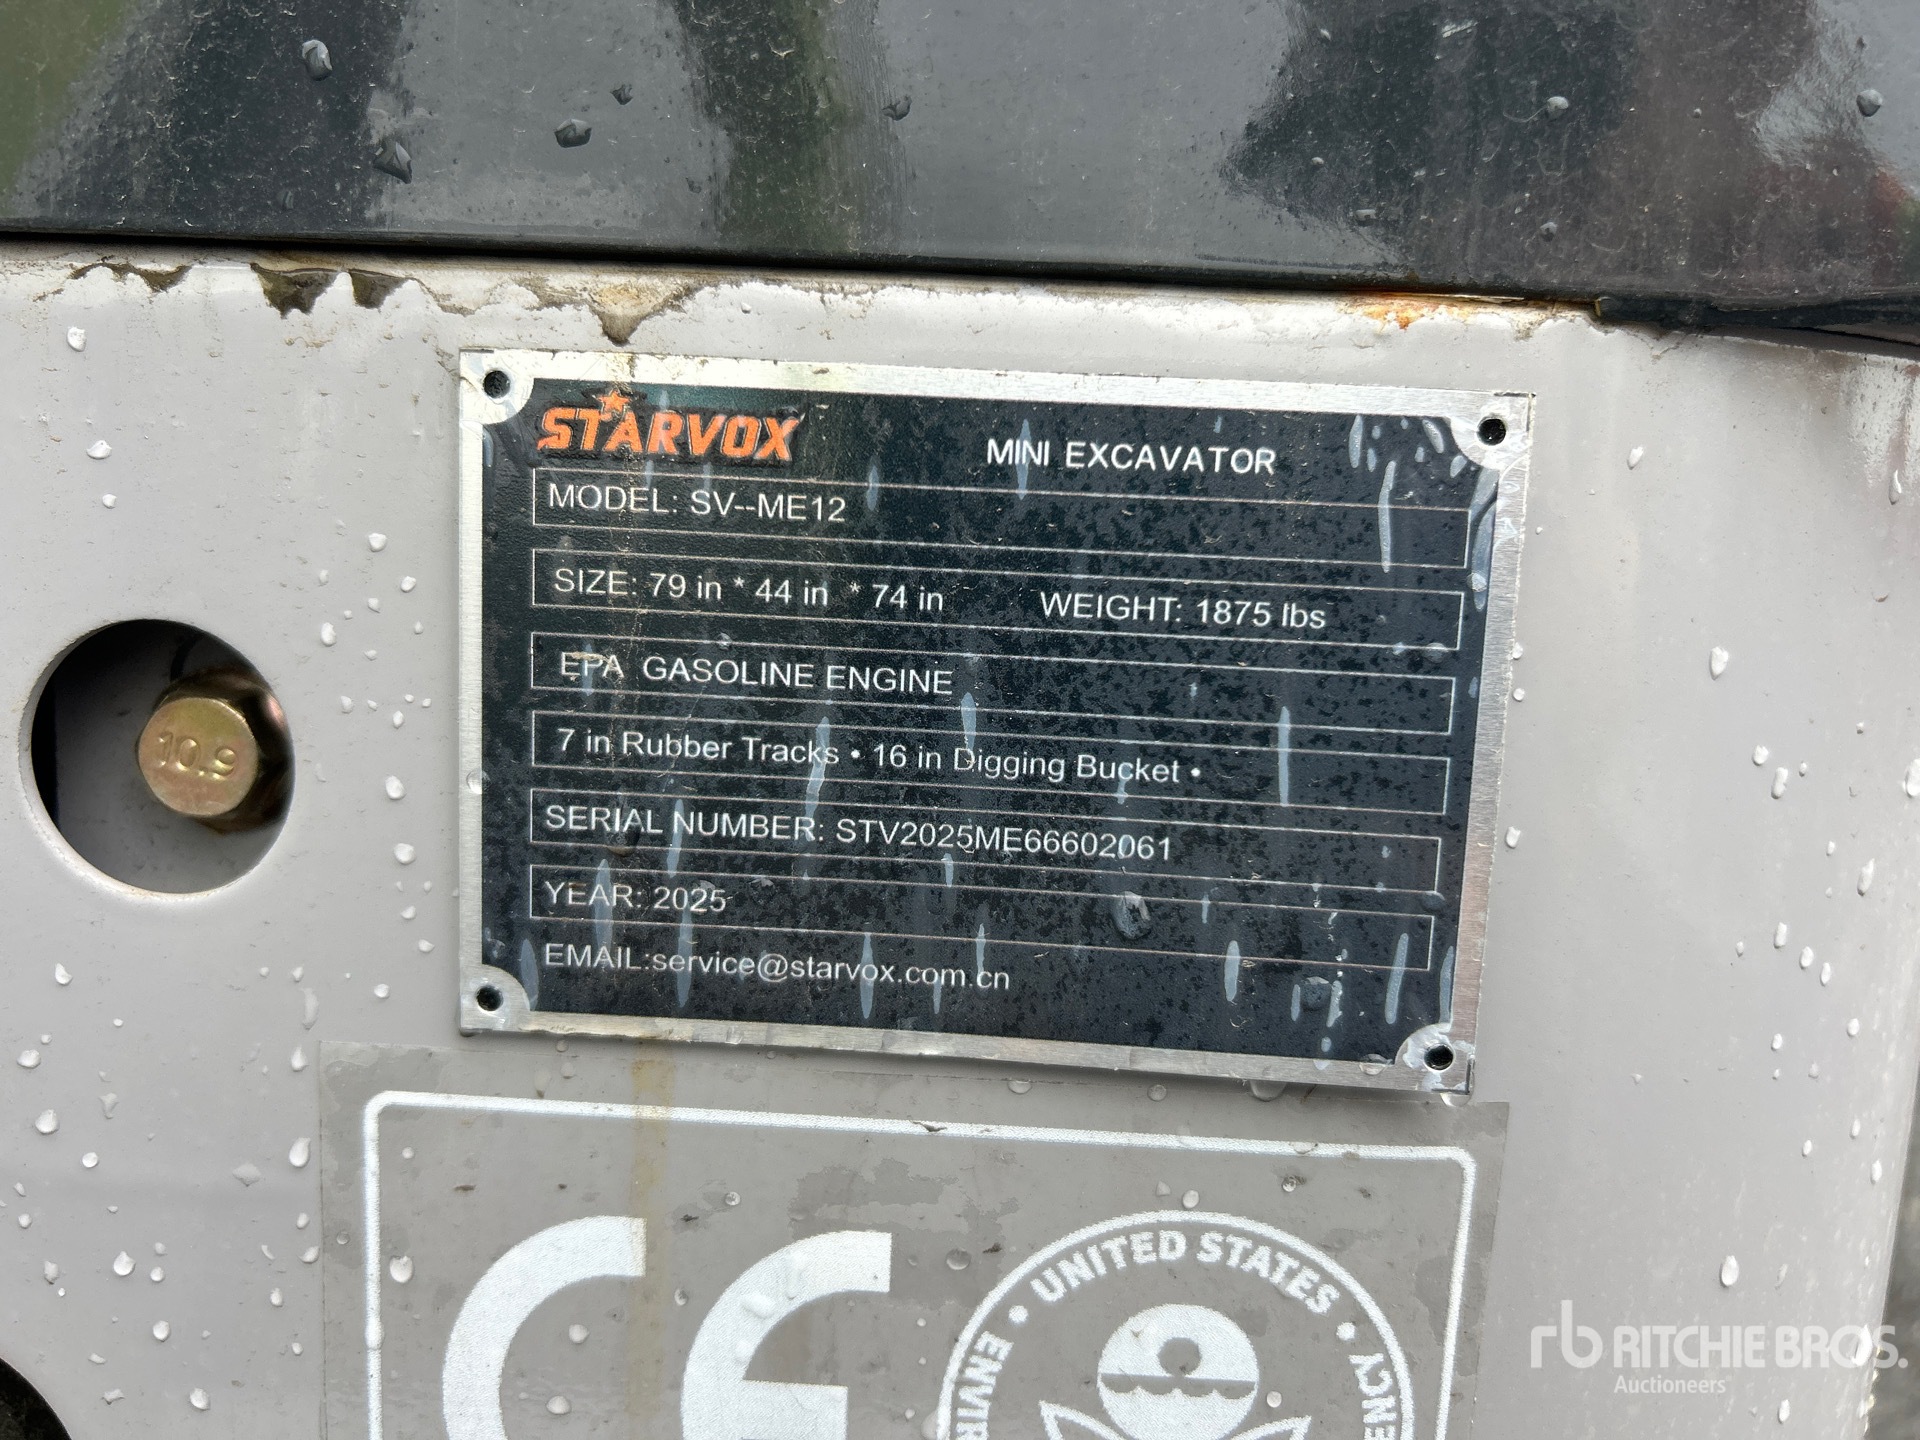 STARVOX MINI EXCAVATOR
MODEL: SV--ME12
SIZE: 79 in * 44 in * 74 in WEIGHT: 1875 lbs
EPA GASOLINE ENGINE
7 in Rubber Tracks • 16 in Digging Bucket •
10.9
SERIAL NUMBER: STV2025ME66602061
YEAR: 2025
EMAIL:service@starvox.com.cn
CE
• UNITED STATES •
rb RITCHIE BROS.
Auctioneers